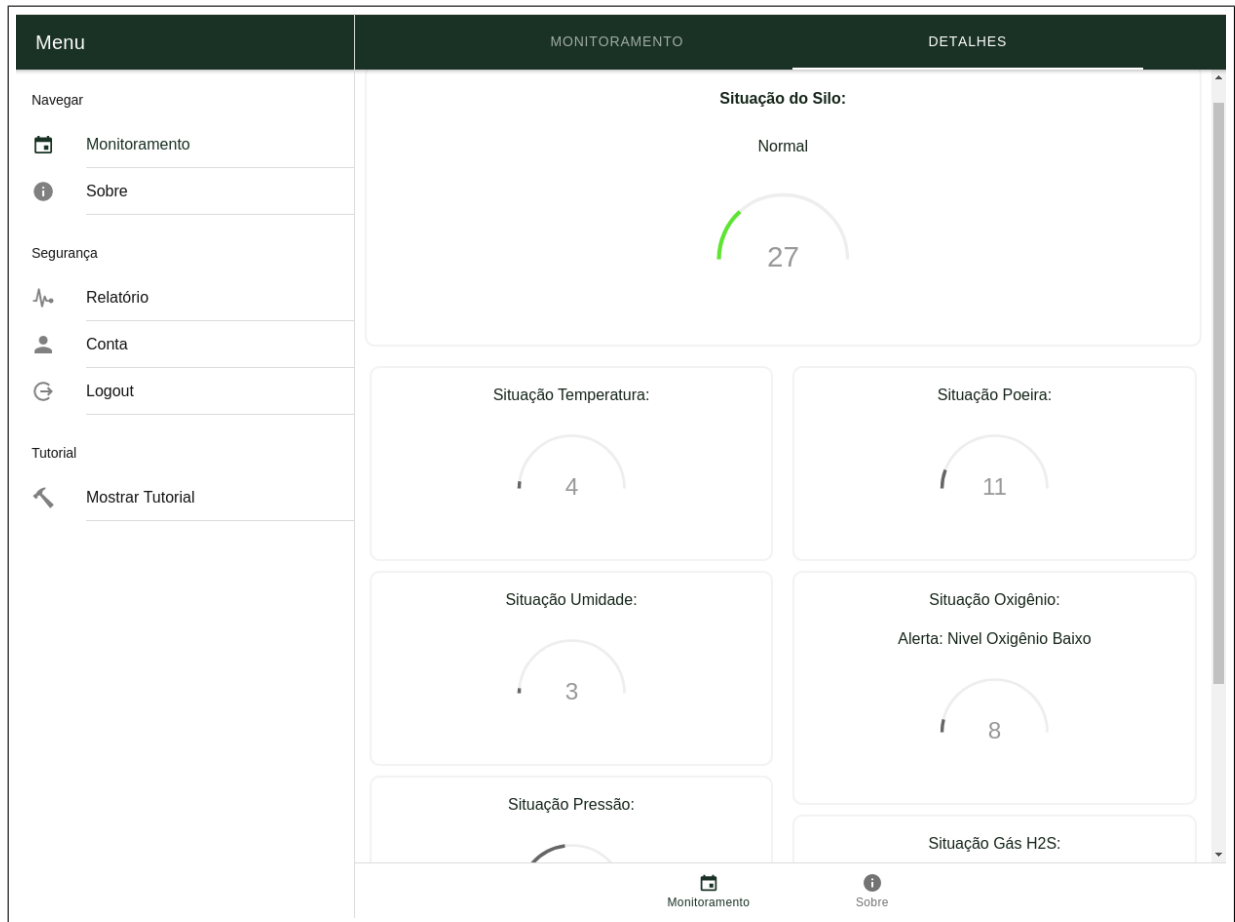 Menu
MONITORAMENTO
DETALHES
Navegar
Monitoramento
Sobre
Segurança
Relatório
Conta
Logout
Tutorial
Mostrar Tutorial
Situação do Silo:
Normal
27
Situação Temperatura:
4
Situação Poeira:
11
Situação Umidade:
3
Situação Oxigênio:
Alerta: Nivel Oxigênio Baixo
8
Situação Pressão:
Situação Gás H2S:
Monitoramento
Sobre